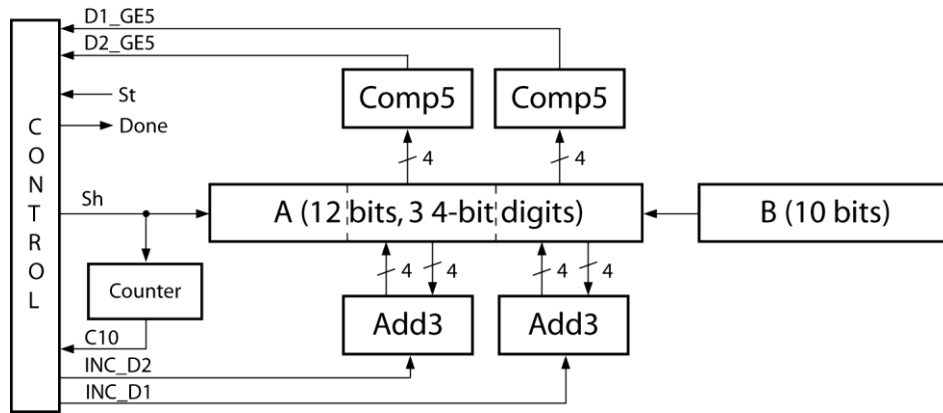 D1_GE5
D2_GE5
Comp5
Comp5
St
Done
CONTROL
4
4
Sh
A (12 bits, 3 4-bit digits)
B (10 bits)
4
4
4
4
Counter
Add3
Add3
C10
INC_D2
INC_D1